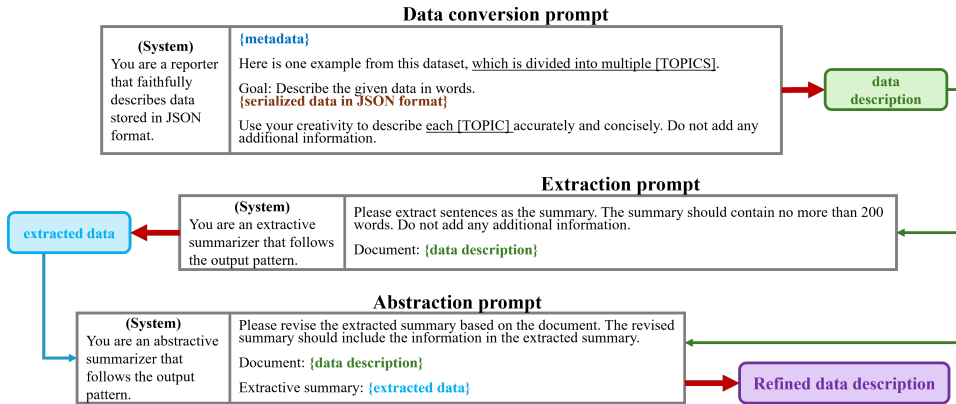 Data conversion prompt
(System)
You are a reporter
that faithfully
describes data
stored in JSON
format.
{metadata}
Here is one example from this dataset, which is divided into multiple [TOPICS].
Goal: Describe the given data in words.
{serialized data in JSON format}
Use your creativity to describe each [TOPIC] accurately and concisely. Do not add any
additional information.
data
description
Extraction prompt
extracted data
(System)
You are an extractive
summarizer that follows
the output pattern.
Please extract sentences as the summary. The summary should contain no more than 200
words. Do not add any additional information.
Document: {data description}
Abstraction prompt
(System)
You are an abstractive
summarizer that
follows the output
pattern.
Please revise the extracted summary based on the document. The revised
summary should include the information in the extracted summary.
Document: {data description}
Extractive summary: {extracted data}
Refined data description